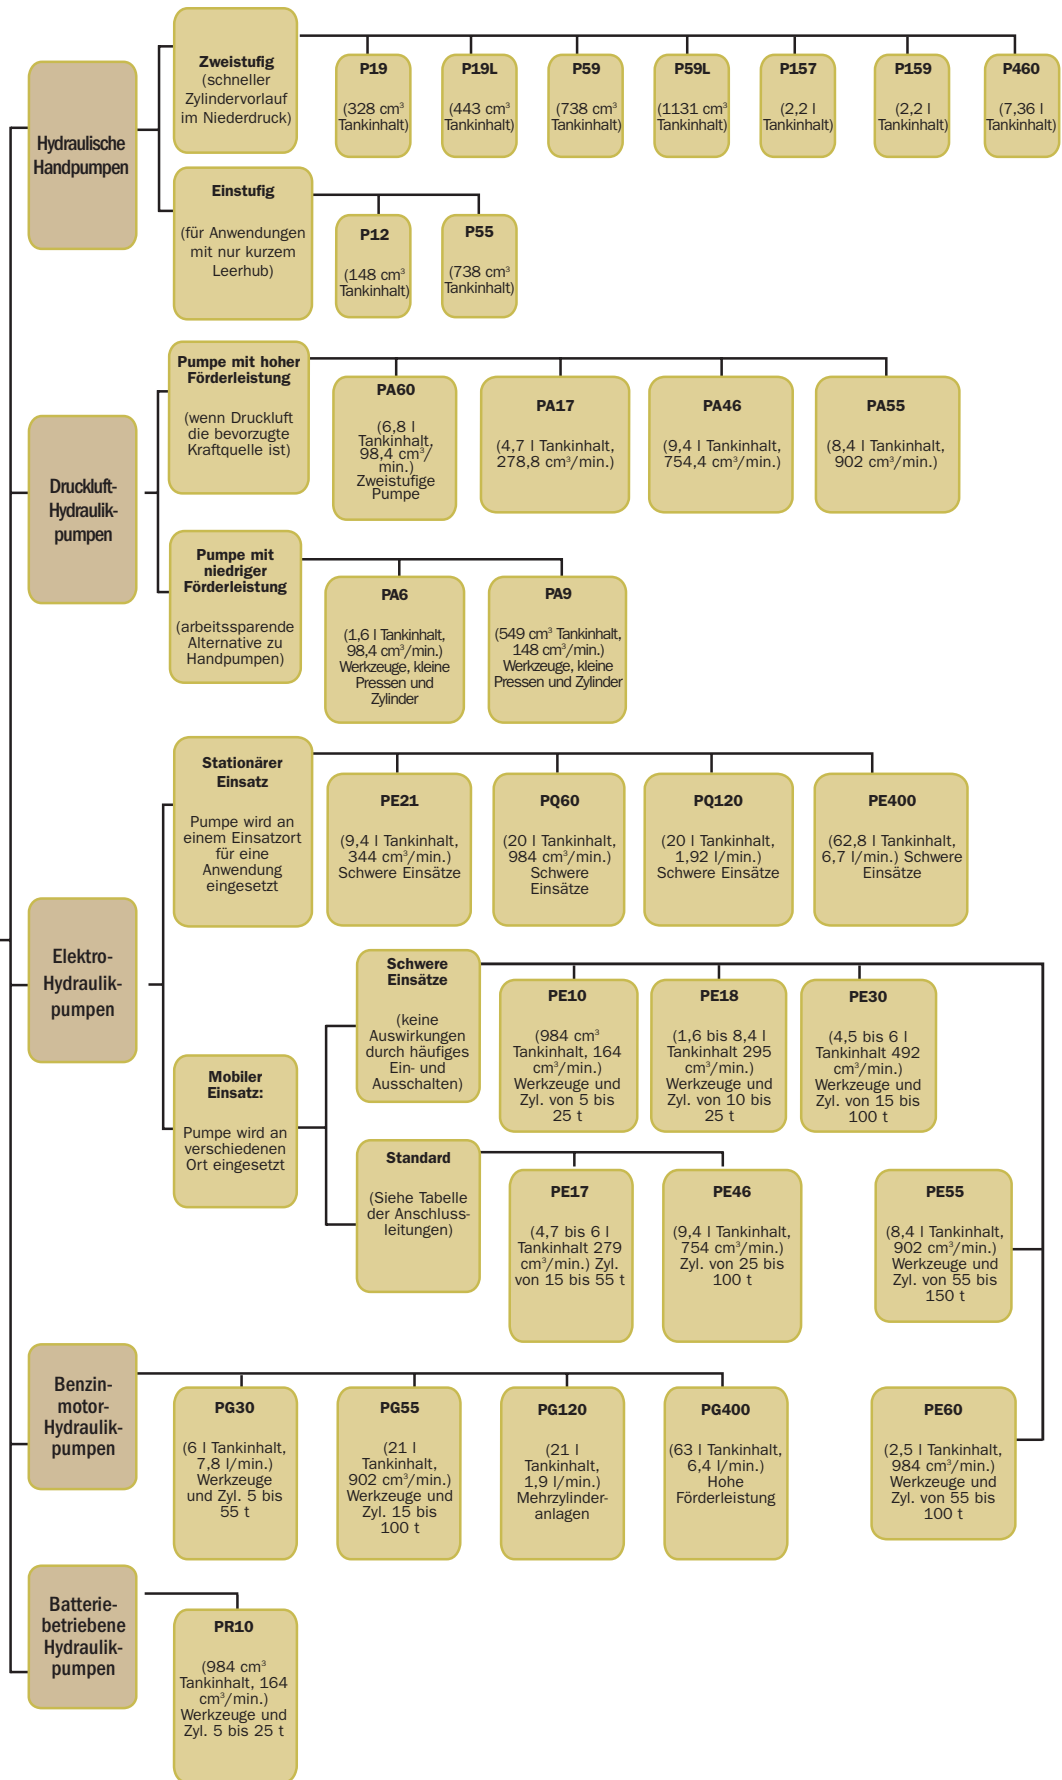 Hydraulische
Handpumpen
Zweistufig
(schneller
Zylindervorlauf
im Niederdruck)
P19
(328 cm³
Tankinhalt)
P19L
(443 cm³
Tankinhalt)
P59
(738 cm³
Tankinhalt)
P59L
(1131 cm³
Tankinhalt)
P157
(2,2 l
Tankinhalt)
P159
(2,2 l
Tankinhalt)
P460
(7,36 l
Tankinhalt)
Einstufig
(für Anwendungen
mit nur kurzem
Leerhub)
P12
(148 cm³
Tankinhalt)
P55
(738 cm³
Tankinhalt)
Druckluft-
Hydraulik-
pumpen
Pumpe mit hoher
Förderleistung
(wenn Druckluft
die bevorzugte
Kraftquelle ist)
PA60
(6,8 l
Tankinhalt,
98,4 cm³/
min.)
Zweistufige
Pumpe
PA17
(4,7 l Tankinhalt,
278,8 cm³/min.)
PA46
(9,4 l Tankinhalt,
754,4 cm³/min.)
PA55
(8,4 l Tankinhalt,
902 cm³/min.)
Pumpe mit
niedriger
Förderleistung
(arbeitssparende
Alternative zu
Handpumpen)
PA6
(1,6 l Tankinhalt,
98,4 cm³/min.)
Werkzeuge, kleine
Pressen und
Zylinder
PA9
(549 cm³ Tankinhalt,
148 cm³/min.)
Werkzeuge, kleine
Pressen und Zylinder
Elektro-
Hydraulik-
pumpen
Stationärer
Einsatz
Pumpe wird an
einem Einsatzort
für eine
Anwendung
eingesetzt
PE21
(9,4 l Tankinhalt,
344 cm³/min.)
Schwere Einsätze
PQ60
(20 l Tankinhalt,
984 cm³/min.)
Schwere
Einsätze
PQ120
(20 l Tankinhalt,
1,92 l/min.)
Schwere Einsätze
PE400
(62,8 l Tankinhalt,
6,7 l/min.) Schwere
Einsätze
Mobiler
Einsatz:
Pumpe wird an
verschiedenen
Ort eingesetzt
Schwere
Einsätze
(keine
Auswirkungen
durch häufiges
Ein- und
Ausschalten)
PE10
(984 cm³
Tankinhalt, 164
cm³/min.)
Werkzeuge und
Zyl. von 5 bis
25 t
PE18
(1,6 bis 8,4 l
Tankinhalt 295
cm³/min.)
Werkzeuge und
Zyl. von 10 bis
25 t
PE30
(4,5 bis 6 l
Tankinhalt 492
cm³/min.)
Werkzeuge und
Zyl. von 15 bis
100 t
Standard
(Siehe Tabelle
der Anschluss-
leitungen)
PE17
(4,7 bis 6 l
Tankinhalt 279
cm³/min.) Zyl.
von 15 bis 55 t
PE46
(9,4 l Tankinhalt,
754 cm³/min.)
Zyl. von 25 bis
100 t
PE55
(8,4 l Tankinhalt,
902 cm³/min.)
Werkzeuge und
Zyl. von 55 bis
150 t
Benzin-
motor-
Hydraulik-
pumpen
PG30
(6 l Tankinhalt,
7,8 l/min.)
Werkzeuge
und Zyl. 5 bis
55 t
PG55
(21 l
Tankinhalt,
902 cm³/min.)
Werkzeuge und
Zyl. 15 bis
100 t
PG120
(21 l
Tankinhalt,
1,9 l/min.)
Mehrzylinder-
anlagen
PG400
(63 l Tankinhalt,
6,4 l/min.)
Hohe
Förderleistung
PE60
(2,5 l Tankinhalt,
984 cm³/min.)
Werkzeuge und
Zyl. von 55 bis
100 t
Batterie-
betriebene
Hydraulik-
pumpen
PR10
(984 cm³
Tankinhalt, 164
cm³/min.)
Werkzeuge und
Zyl. 5 bis 25 t